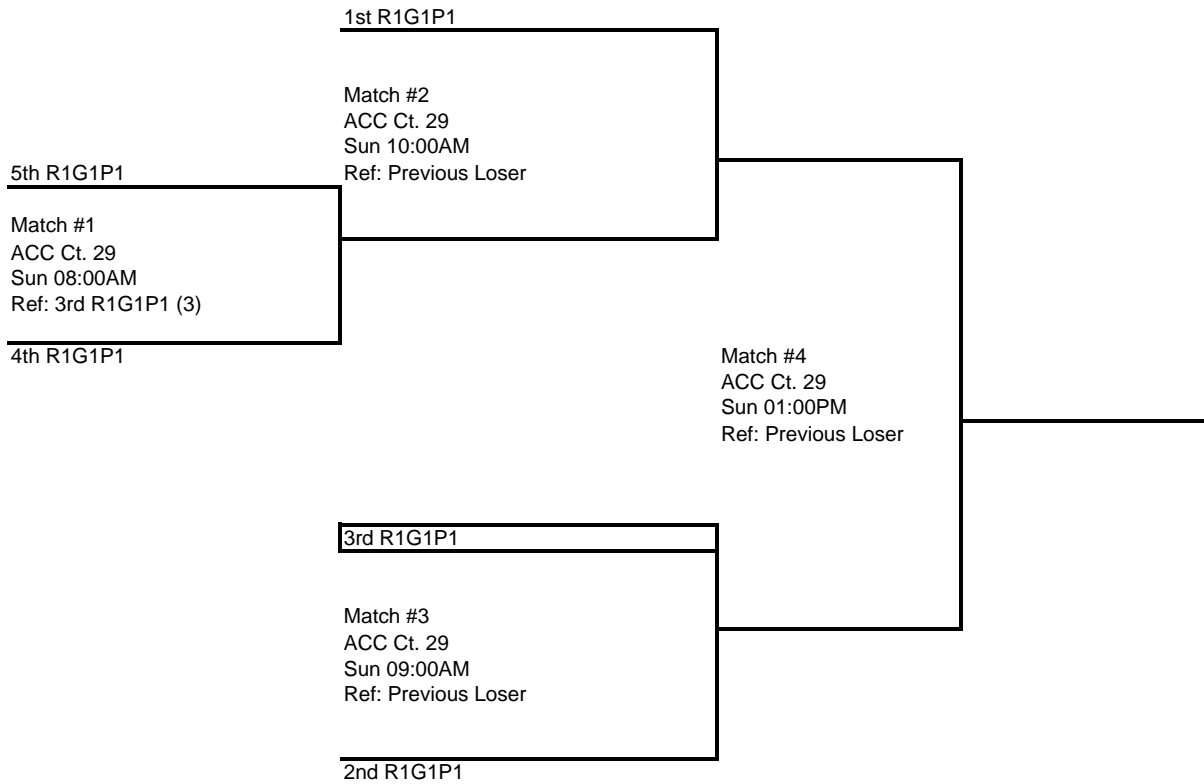 1st R1G1P1
Match #2
ACC Ct. 29
Sun 10:00AM
Ref: Previous Loser
5th R1G1P1
Match #1
ACC Ct. 29
Sun 08:00AM
Ref: 3rd R1G1P1 (3)
4th R1G1P1
Match #4
ACC Ct. 29
Sun 01:00PM
Ref: Previous Loser
3rd R1G1P1
Match #3
ACC Ct. 29
Sun 09:00AM
Ref: Previous Loser
2nd R1G1P1